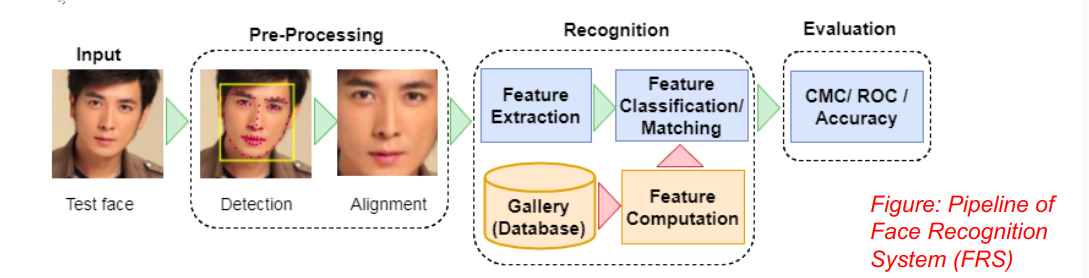 Input
Pre-Processing
Recognition
Evaluation
Test face
Detection
Alignment
Feature
Extraction
Feature
Classification/
Matching
Gallery
(Database)
Feature
Computation
CMC/ ROC /
Accuracy
Figure: Pipeline of
Face Recognition
System (FRS)